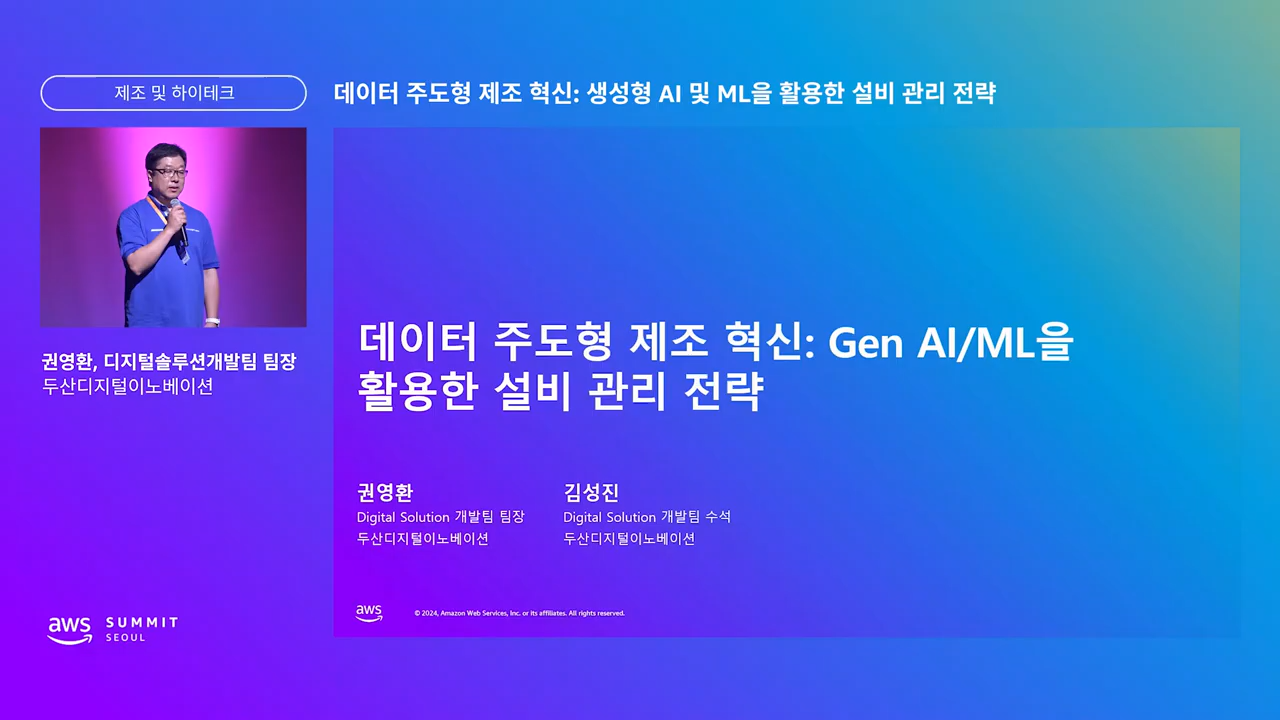 제조 및 하이테크
데이터 주도형 제조 혁신: 생성형 AI 및 ML을 활용한 설비 관리 전략
권영환, 디지털솔루션개발팀 팀장
두산디지털이노베이션
데이터 주도형 제조 혁신: Gen AI/ML을
활용한 설비 관리 전략
권영환
Digital Solution 개발팀 팀장
두산디지털이노베이션
김성진
Digital Solution 개발팀 수석
두산디지털이노베이션
aws
© 2024, Amazon Web Services, Inc. or its affiliates. All rights reserved.
aws SUMMIT
SEOUL